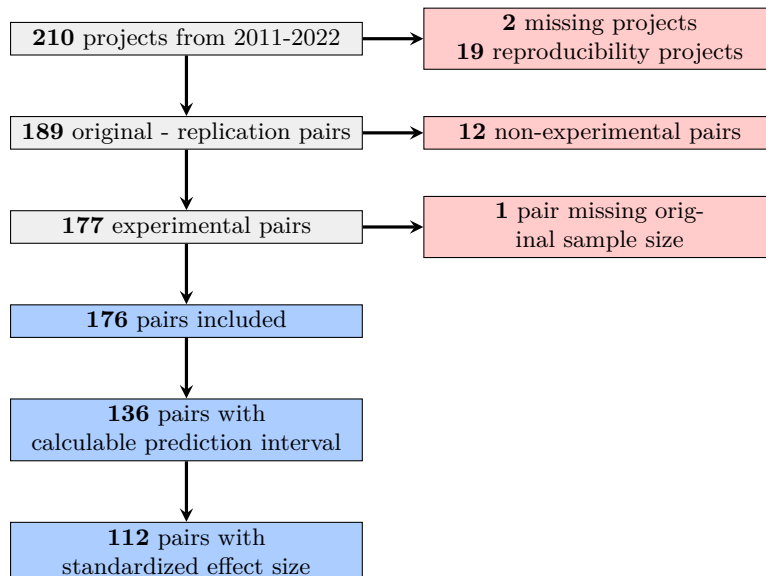 210 projects from 2011-2022
2 missing projects
19 reproducibility projects
189 original - replication pairs
12 non-experimental pairs
177 experimental pairs
1 pair missing orig-
inal sample size
176 pairs included
136 pairs with
calculable prediction interval
112 pairs with
standardized effect size